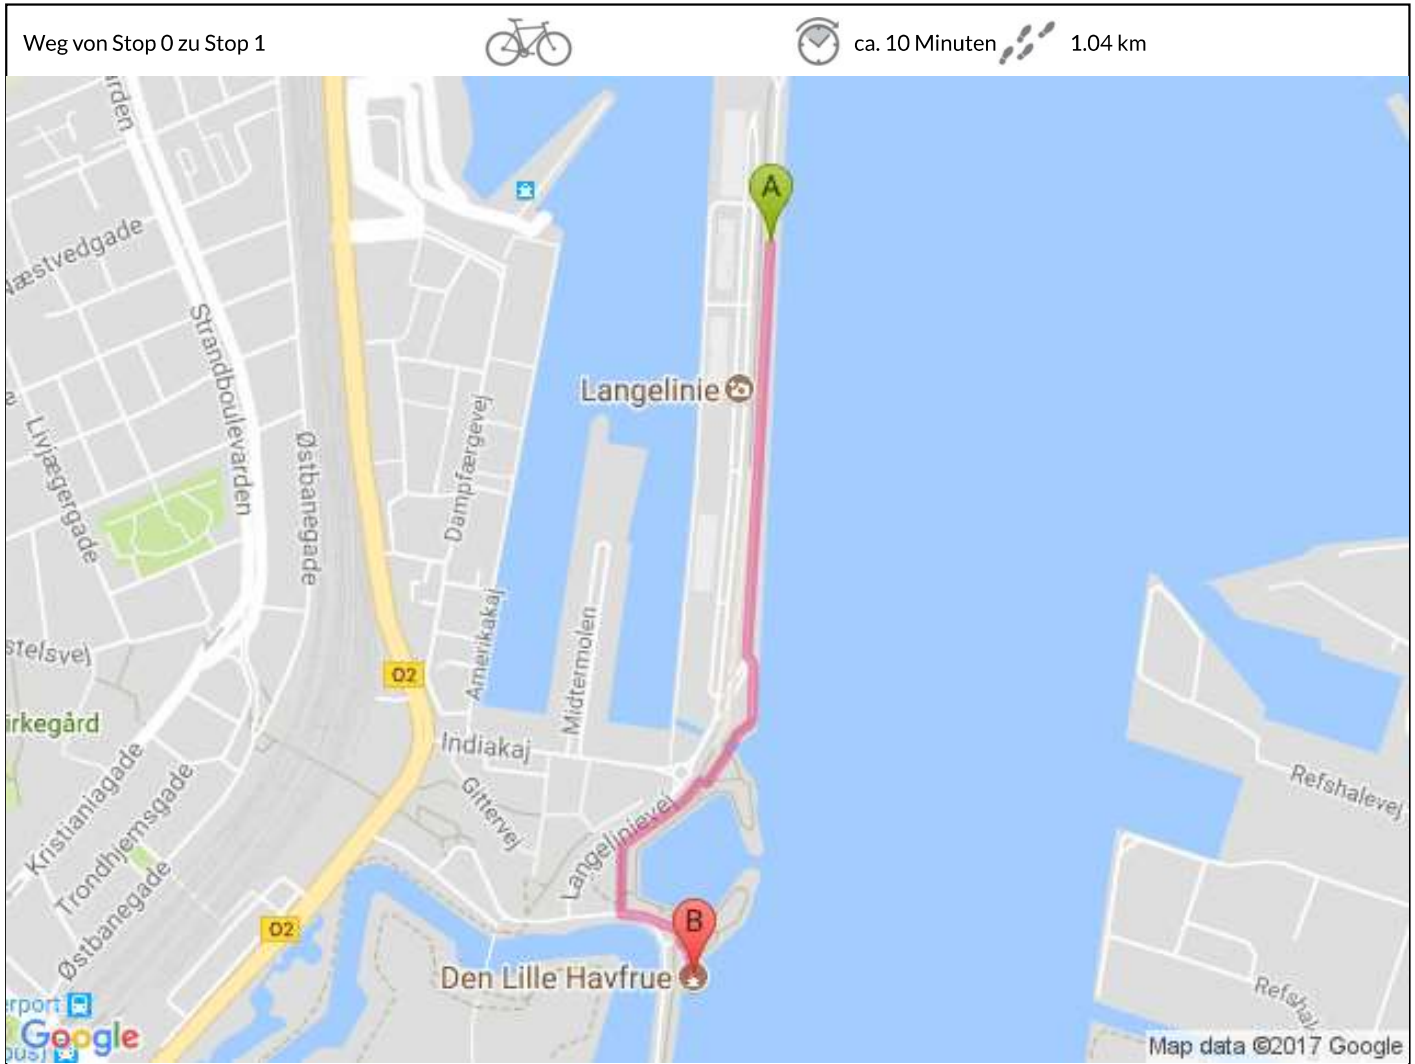 Weg von Stop 0 zu Stop 1
ca. 10 Minuten
1.04 km
A
Næstvedgade
Strandboulevarden
Langelinie
Livjægergade
Østbanegade
Dampfærgevej
Amerikakaj
Midtermolen
O2
Indiakaj
Gittervej
Langelinievej
Kristianiagade
Trondhjemsgade
Østbanegade
O2
B
Den Lille Havfrue
Refshalevej
Google
Map data ©2017 Google